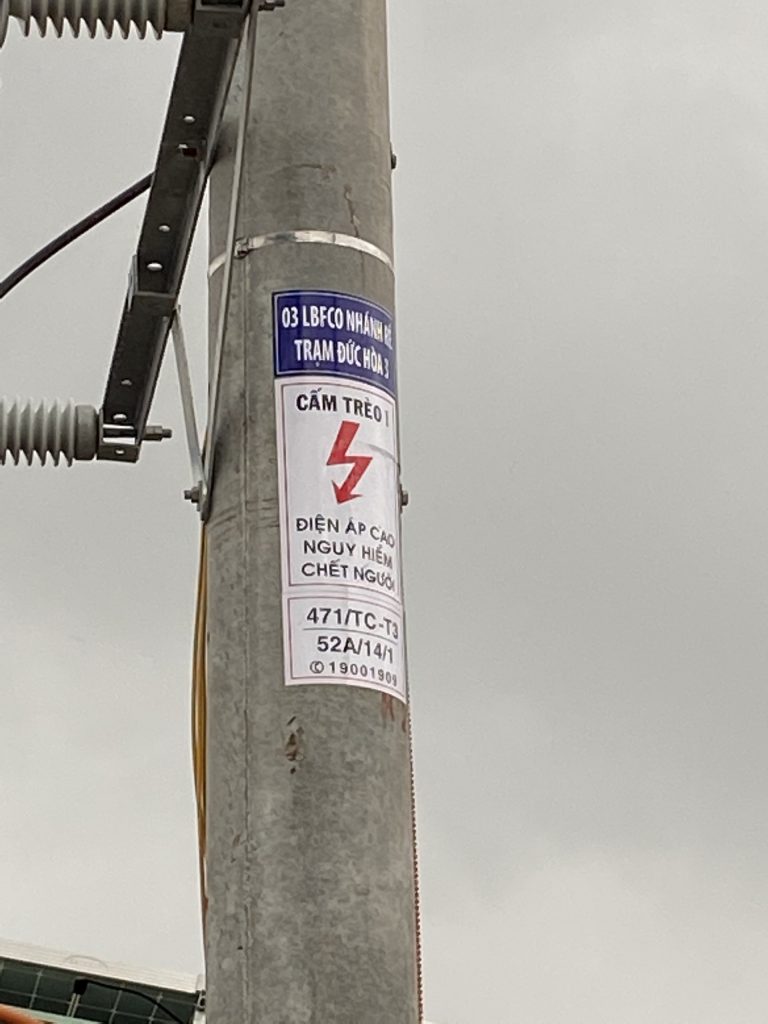 03 LBFCO NHÁNH RẼ
TRẠM ĐỨC HÒA 3
CẤM TRÈO !
ĐIỆN ÁP CAO
NGUY HIỂM
CHẾT NGƯỜI
471/TC-T3
52A/14/1
✆19001909